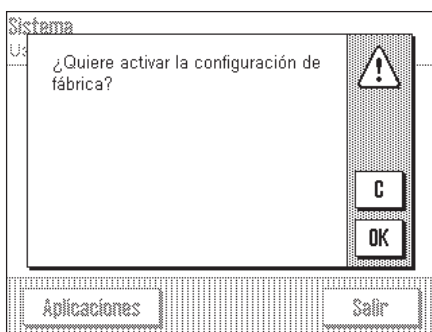 Sistema
¿Quiere activar la configuración de
fábrica?
C
OK
Aplicaciones
Salir